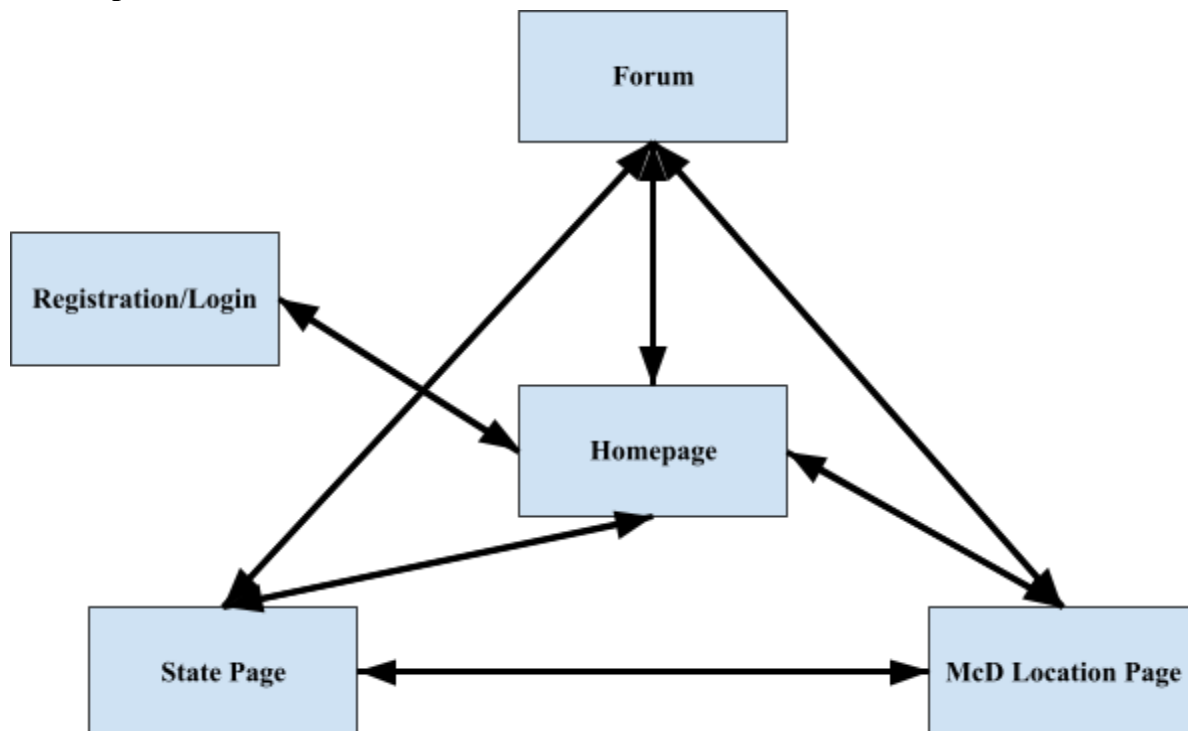 Forum
Registration/Login
Homepage
State Page
McD Location Page